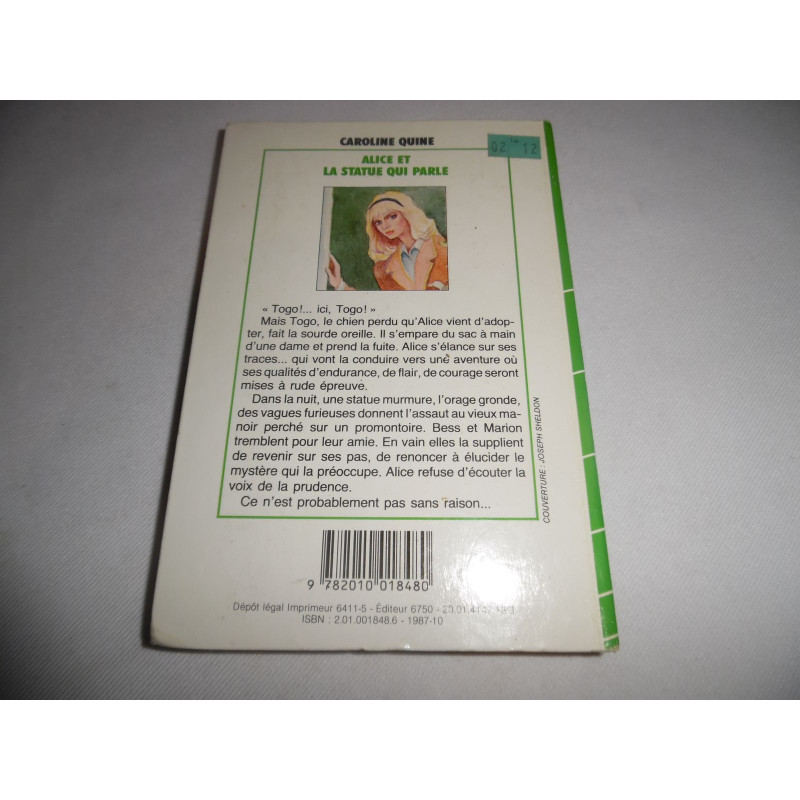 CAROLINE QUINE
02 12
ALICE ET
LA STATUE QUI PARLE
« Togo!... ici, Togo! »
Mais Togo, le chien perdu qu'Alice vient d'adop-
ter, fait la sourde oreille. Il s'empare du sac à main
d'une dame et prend la fuite. Alice s'élance sur ses
traces... qui vont la conduire vers une aventure où
ses qualités d'endurance, de flair, de courage seront
mises à rude épreuve.
Dans la nuit, une statue murmure, l'orage gronde,
des vagues furieuses donnent l'assaut au vieux ma-
noir perché sur un promontoire. Bess et Marion
tremblent pour leur amie. En vain elles la supplient
de revenir sur ses pas, de renoncer à élucider le
mystère qui la préoccupe. Alice refuse d'écouter la
voix de la prudence.
Ce n'est probablement pas sans raison...
COUVERTURE : JOSEPH SHELDON
9 782010 018480
Dépôt légal Imprimeur 6411-5 - Éditeur 6750 -
ISBN : 2.01.001848.6 - 1987-10